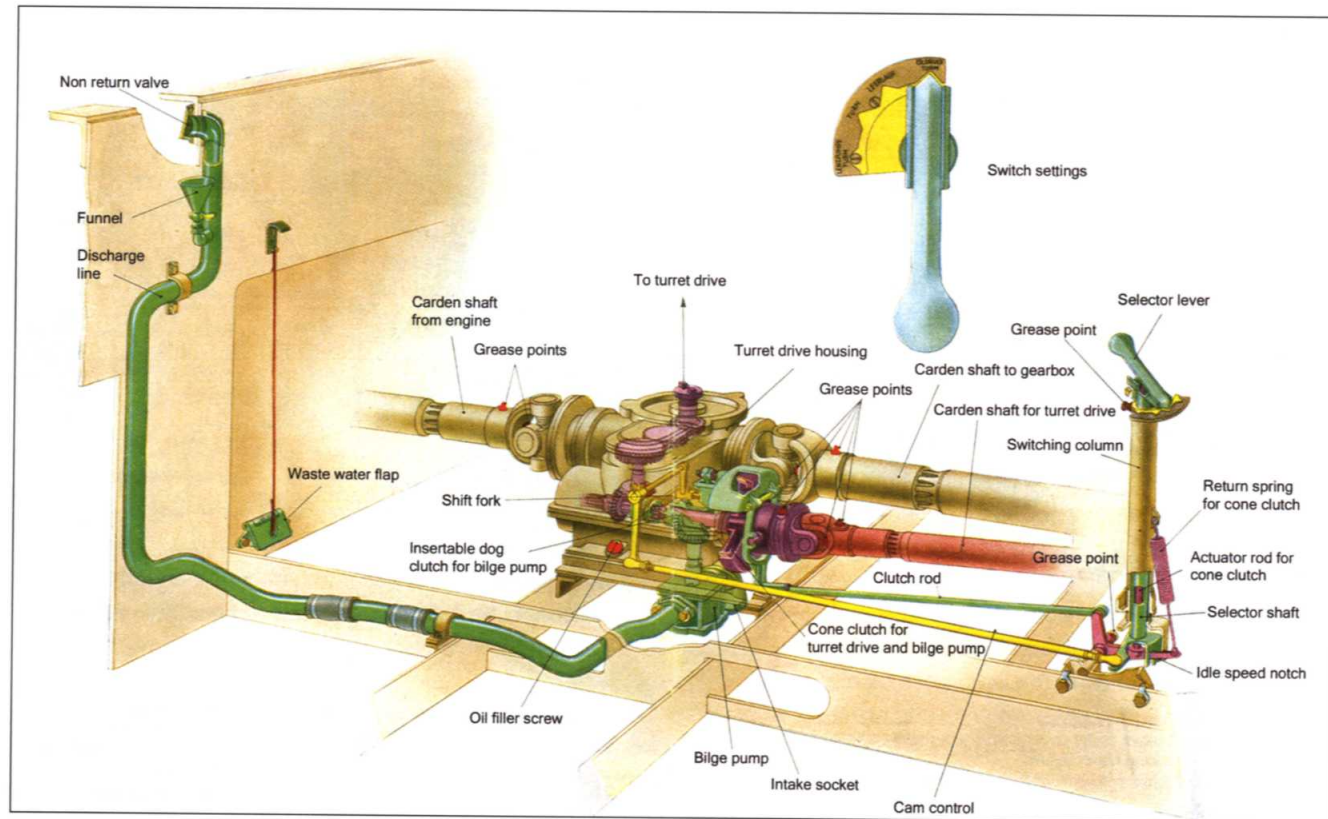 Non return valve
Funnel
Discharge
line
TURM
LEERLAUF
Switch settings
To turret drive
Carden shaft
from engine
Grease points
Turret drive housing
Grease points
Carden shaft to gearbox
Carden shaft for turret drive
Selector lever
Grease point
Switching column
Waste water flap
Shift fork
Insertable dog
clutch for bilge pump
Return spring
for cone clutch
Grease point
Actuator rod for
cone clutch
Clutch rod
Selector shaft
Cone clutch for
turret drive and bilge pump
Idle speed notch
Oil filler screw
Bilge pump
Intake socket
Cam control